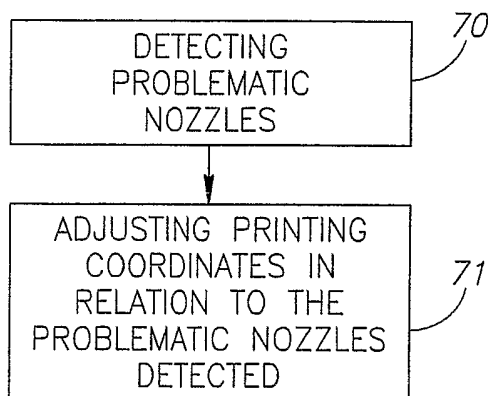 70
DETECTING
PROBLEMATIC
NOZZLES
ADJUSTING PRINTING
COORDINATES IN
RELATION TO THE
PROBLEMATIC NOZZLES
DETECTED
71